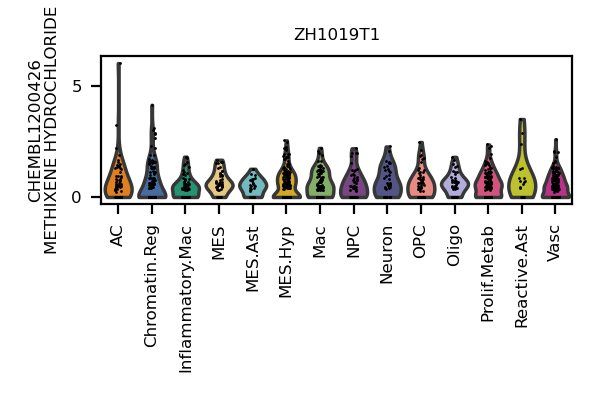 ZH1019T1
CHEMBL1200426
METHIXENE HYDROCHLORIDE
5
0
AC
Chromatin.Reg
Inflammatory.Mac
MES
MES.Ast
MES.Hyp
Mac
NPC
Neuron
OPC
Oligo
Prolif.Metab
Reactive.Ast
Vasc